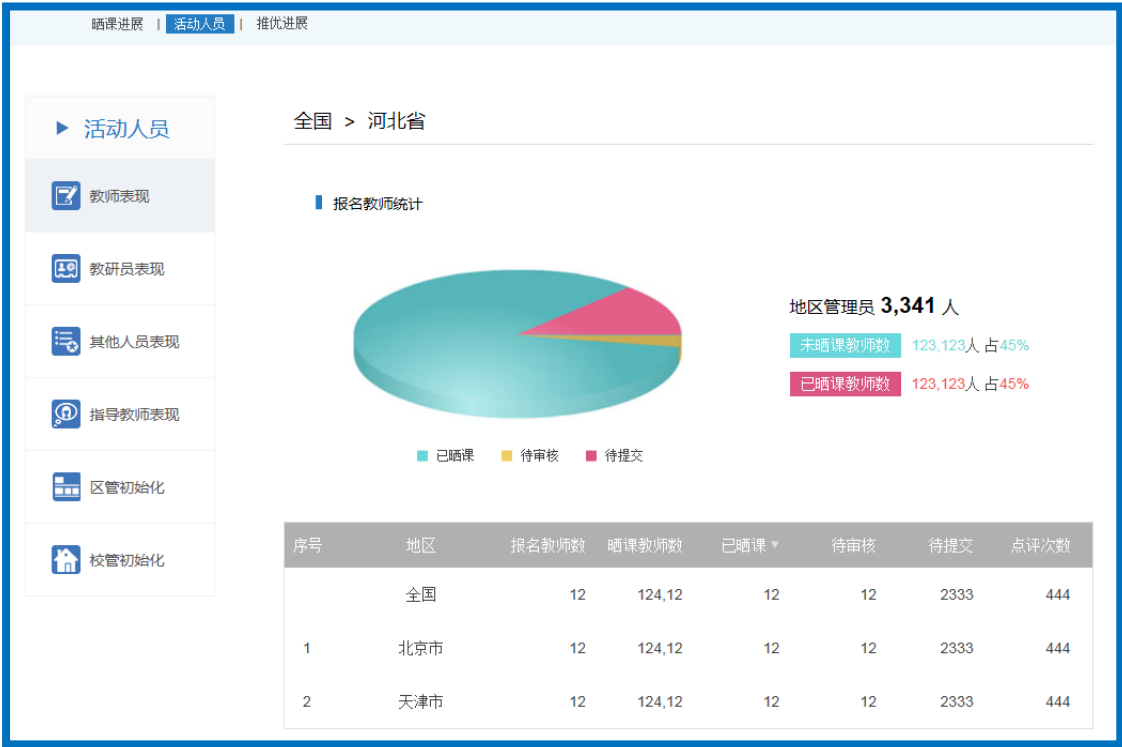 晒课进展 | 活动人员 | 推优进展
活动人员
教师表现
教研员表现
其他人员表现
指导教师表现
区管初始化
校管初始化
全国 > 河北省
报名教师统计
地区管理员 3,341 人
未晒课教师数 123,123人 占45%
已晒课教师数 123,123人 占45%
已晒课 待审核 待提交
序号 地区 报名教师数 晒课教师数 已晒课 待审核 待提交 点评次数
全国 12 124,12 12 12 2333 444
1 北京市 12 124,12 12 12 2333 444
2 天津市 12 124,12 12 12 2333 444